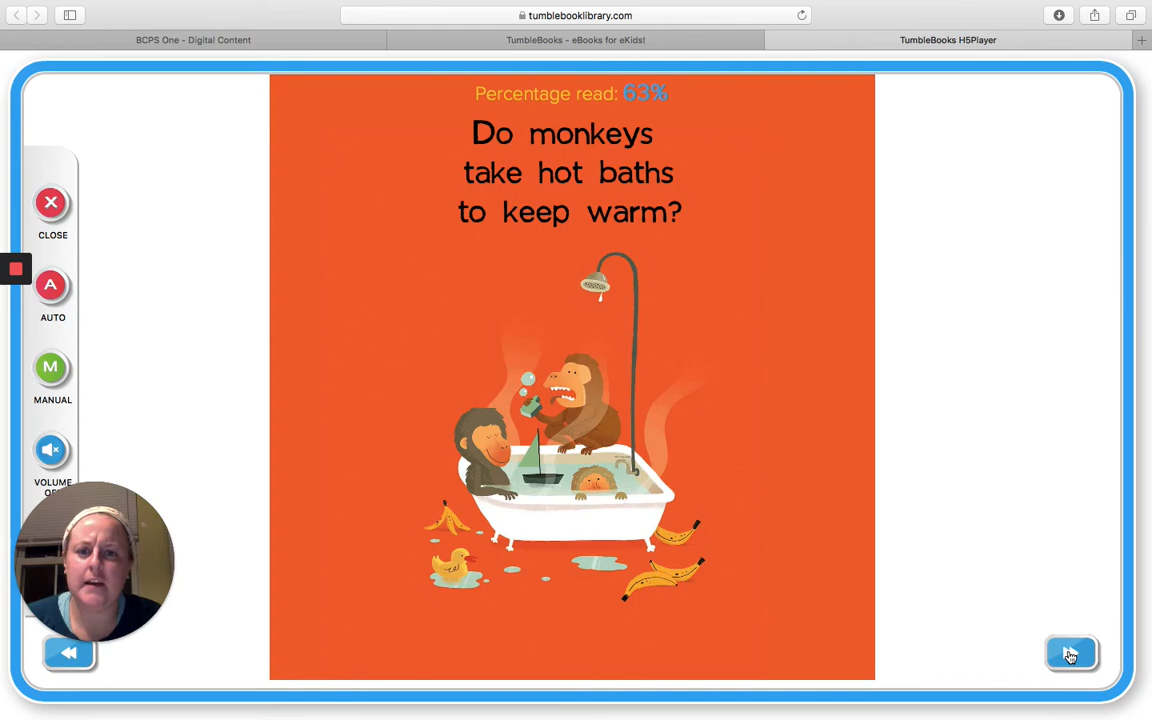 tumblebooklibrary.com
BCPS One - Digital Content
TumbleBooks - eBooks for eKids!
TumbleBooks H5Player
Percentage read: 63%
Do monkeys
take hot baths
to keep warm?
X
CLOSE
A
AUTO
M
MANUAL
VOLUME